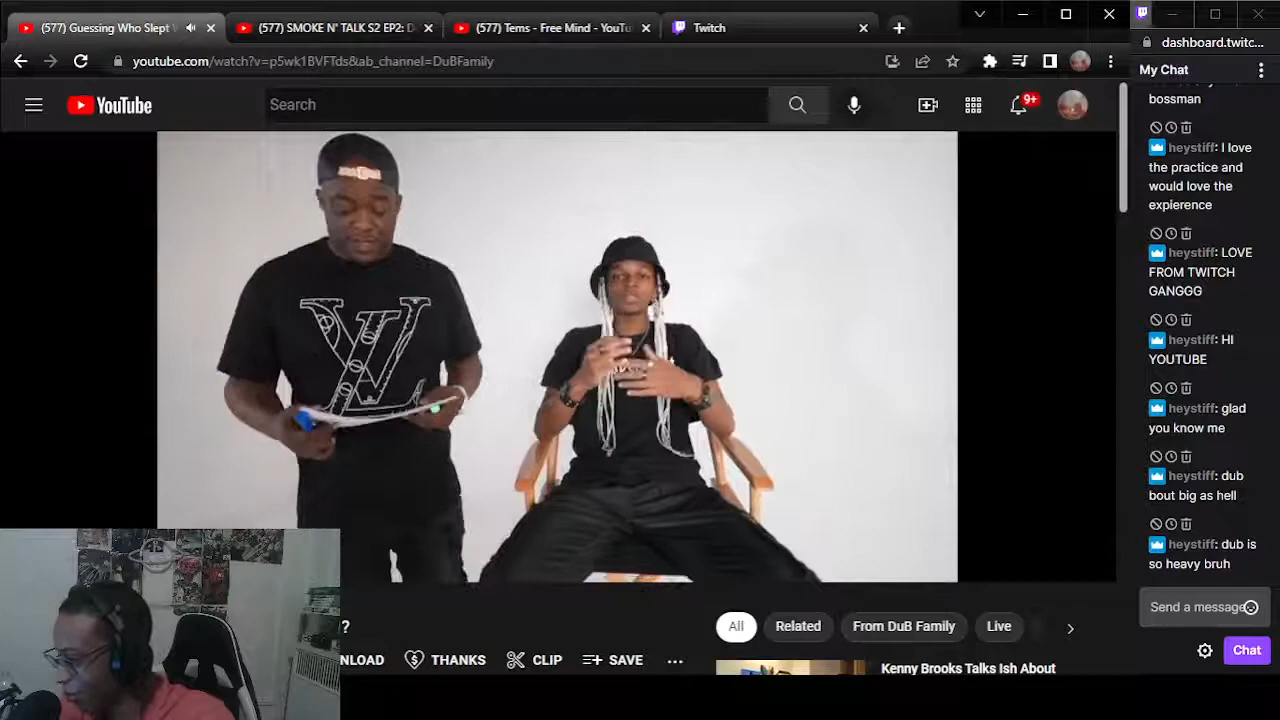 (577) Guessing Who Slept
(577) SMOKE N' TALK S2 EP2: D
(577) Tems - Free Mind - YouTu
Twitch
youtube.com/watch?v=p5wk1BVFTds&ab_channel=DuBFamily
dashboard.twitc...
My Chat
YouTube
Search
9+
bossman
heystiff: I love
the practice and
would love the
expierence
heystiff: LOVE
FROM TWITCH
GANGGG
heystiff: HI
YOUTUBE
heystiff: glad
you know me
heystiff: dub
bout big as hell
heystiff: dub is
so heavy bruh
Send a message
Chat
?
All
Related
From DuB Family
Live
NLOAD
THANKS
CLIP
SAVE
Kenny Brooks Talks Ish About